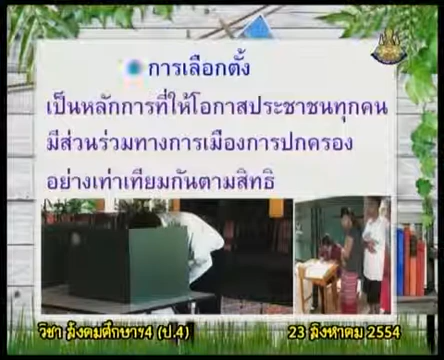 การเลือกตั้ง
เป็นหลักการที่ให้โอกาสประชาชนทุกคน
มีส่วนร่วมทางการเมืองการปกครอง
อย่างเท่าเทียมกันตามสิทธิ
วิชา สังคมศึกษาฯ4 (ป.4)
23 สิงหาคม 2554